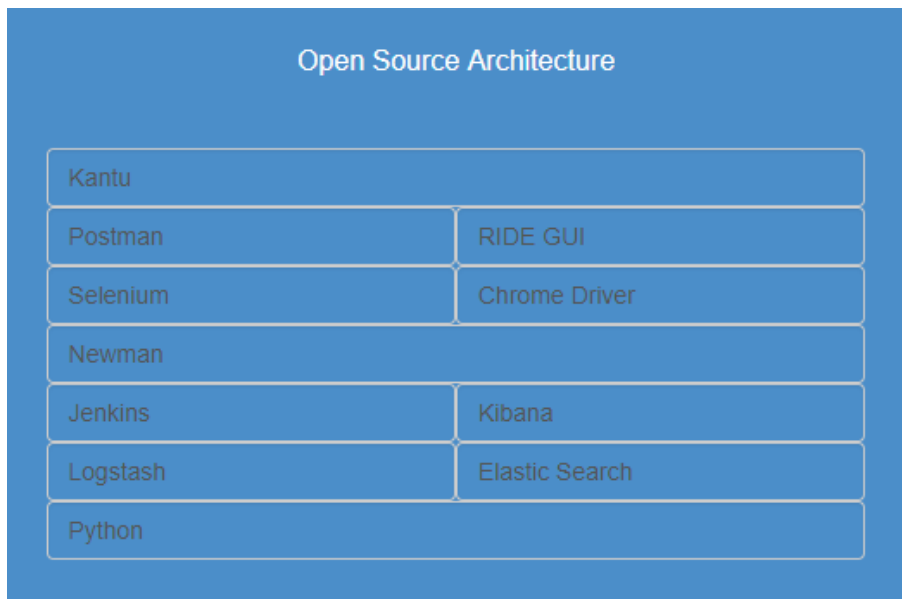 Open Source Architecture
Kantu
Postman RIDE GUI
Selenium Chrome Driver
Newman
Jenkins Kibana
Logstash Elastic Search
Python